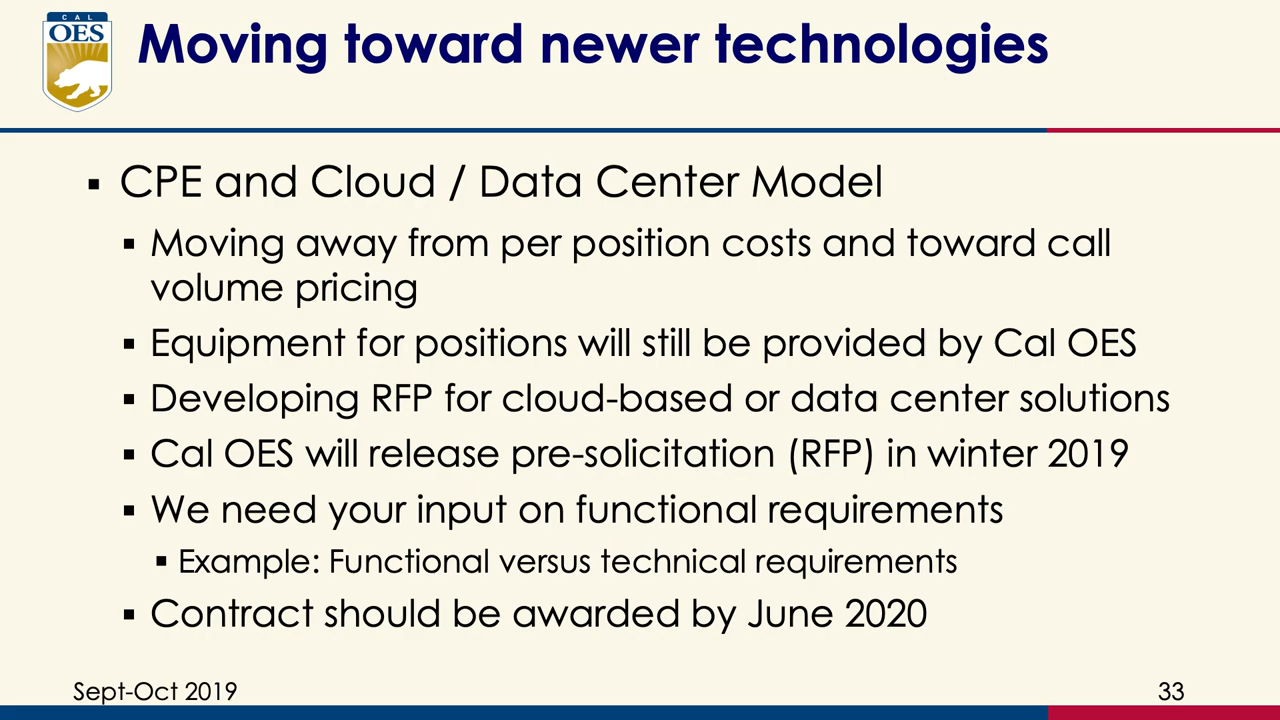 CAL
OES
Moving toward newer technologies
▪ CPE and Cloud / Data Center Model
▪ Moving away from per position costs and toward call
volume pricing
▪ Equipment for positions will still be provided by Cal OES
▪ Developing RFP for cloud-based or data center solutions
▪ Cal OES will release pre-solicitation (RFP) in winter 2019
▪ We need your input on functional requirements
▪ Example: Functional versus technical requirements
▪ Contract should be awarded by June 2020
Sept-Oct 2019
33